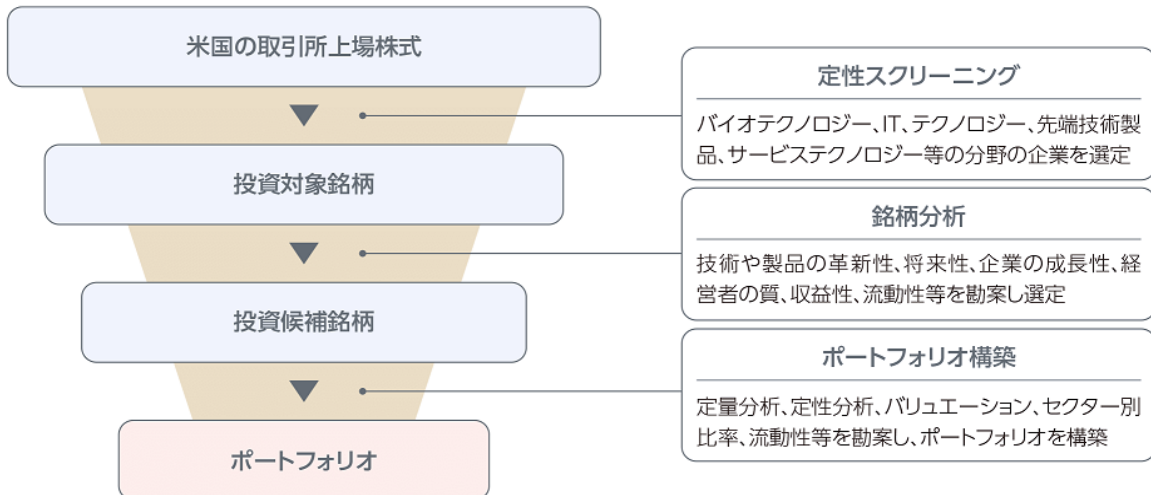 米国の取引所上場株式
定性スクリーニング
バイオテクノロジー、IT、テクノロジー、先端技術製
品、サービステクノロジー等の分野の企業を選定
投資対象銘柄
銘柄分析
技術や製品の革新性、将来性、企業の成長性、経
営者の質、収益性、流動性等を勘案し選定
投資候補銘柄
ポートフォリオ構築
定量分析、定性分析、バリュエーション、セクター別
比率、流動性等を勘案し、ポートフォリオを構築
ポートフォリオ